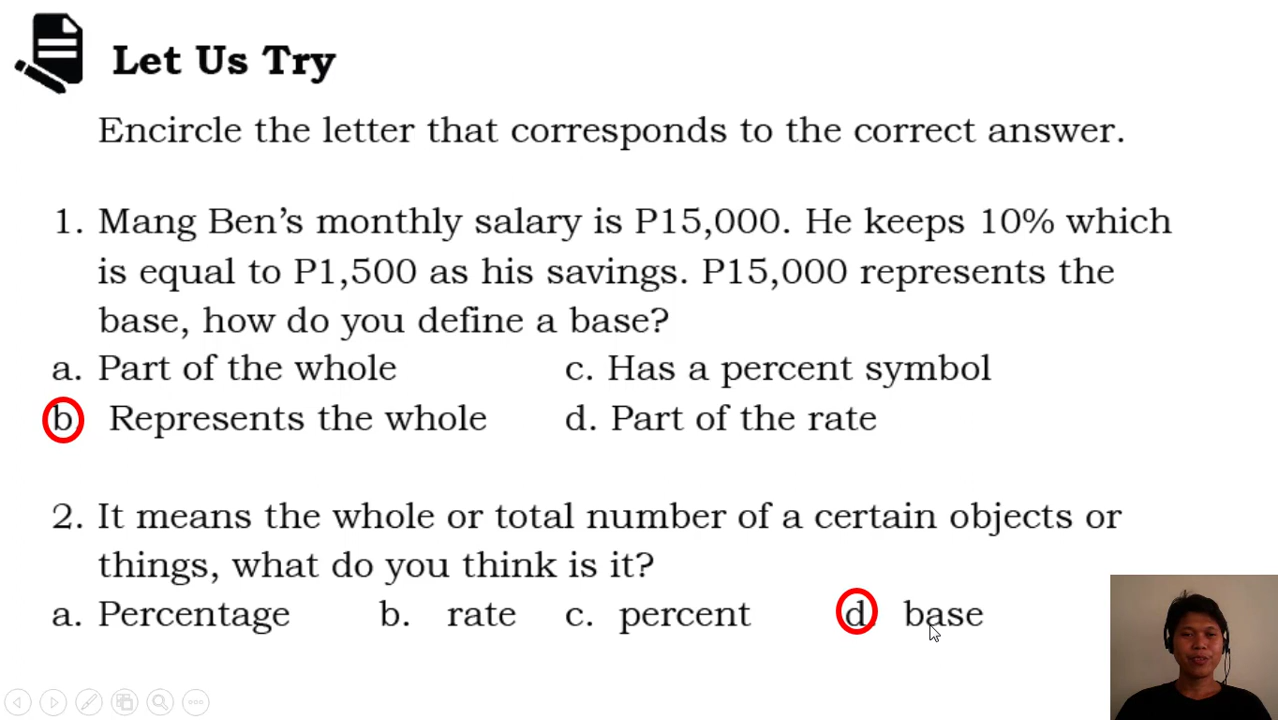 Let Us Try
Encircle the letter that corresponds to the correct answer.
1. Mang Ben's monthly salary is P15,000. He keeps 10% which
is equal to P1,500 as his savings. P15,000 represents the
base, how do you define a base?
a. Part of the whole c. Has a percent symbol
b Represents the whole d. Part of the rate
2. It means the whole or total number of a certain objects or
things, what do you think is it?
a. Percentage b. rate c. percent d. base